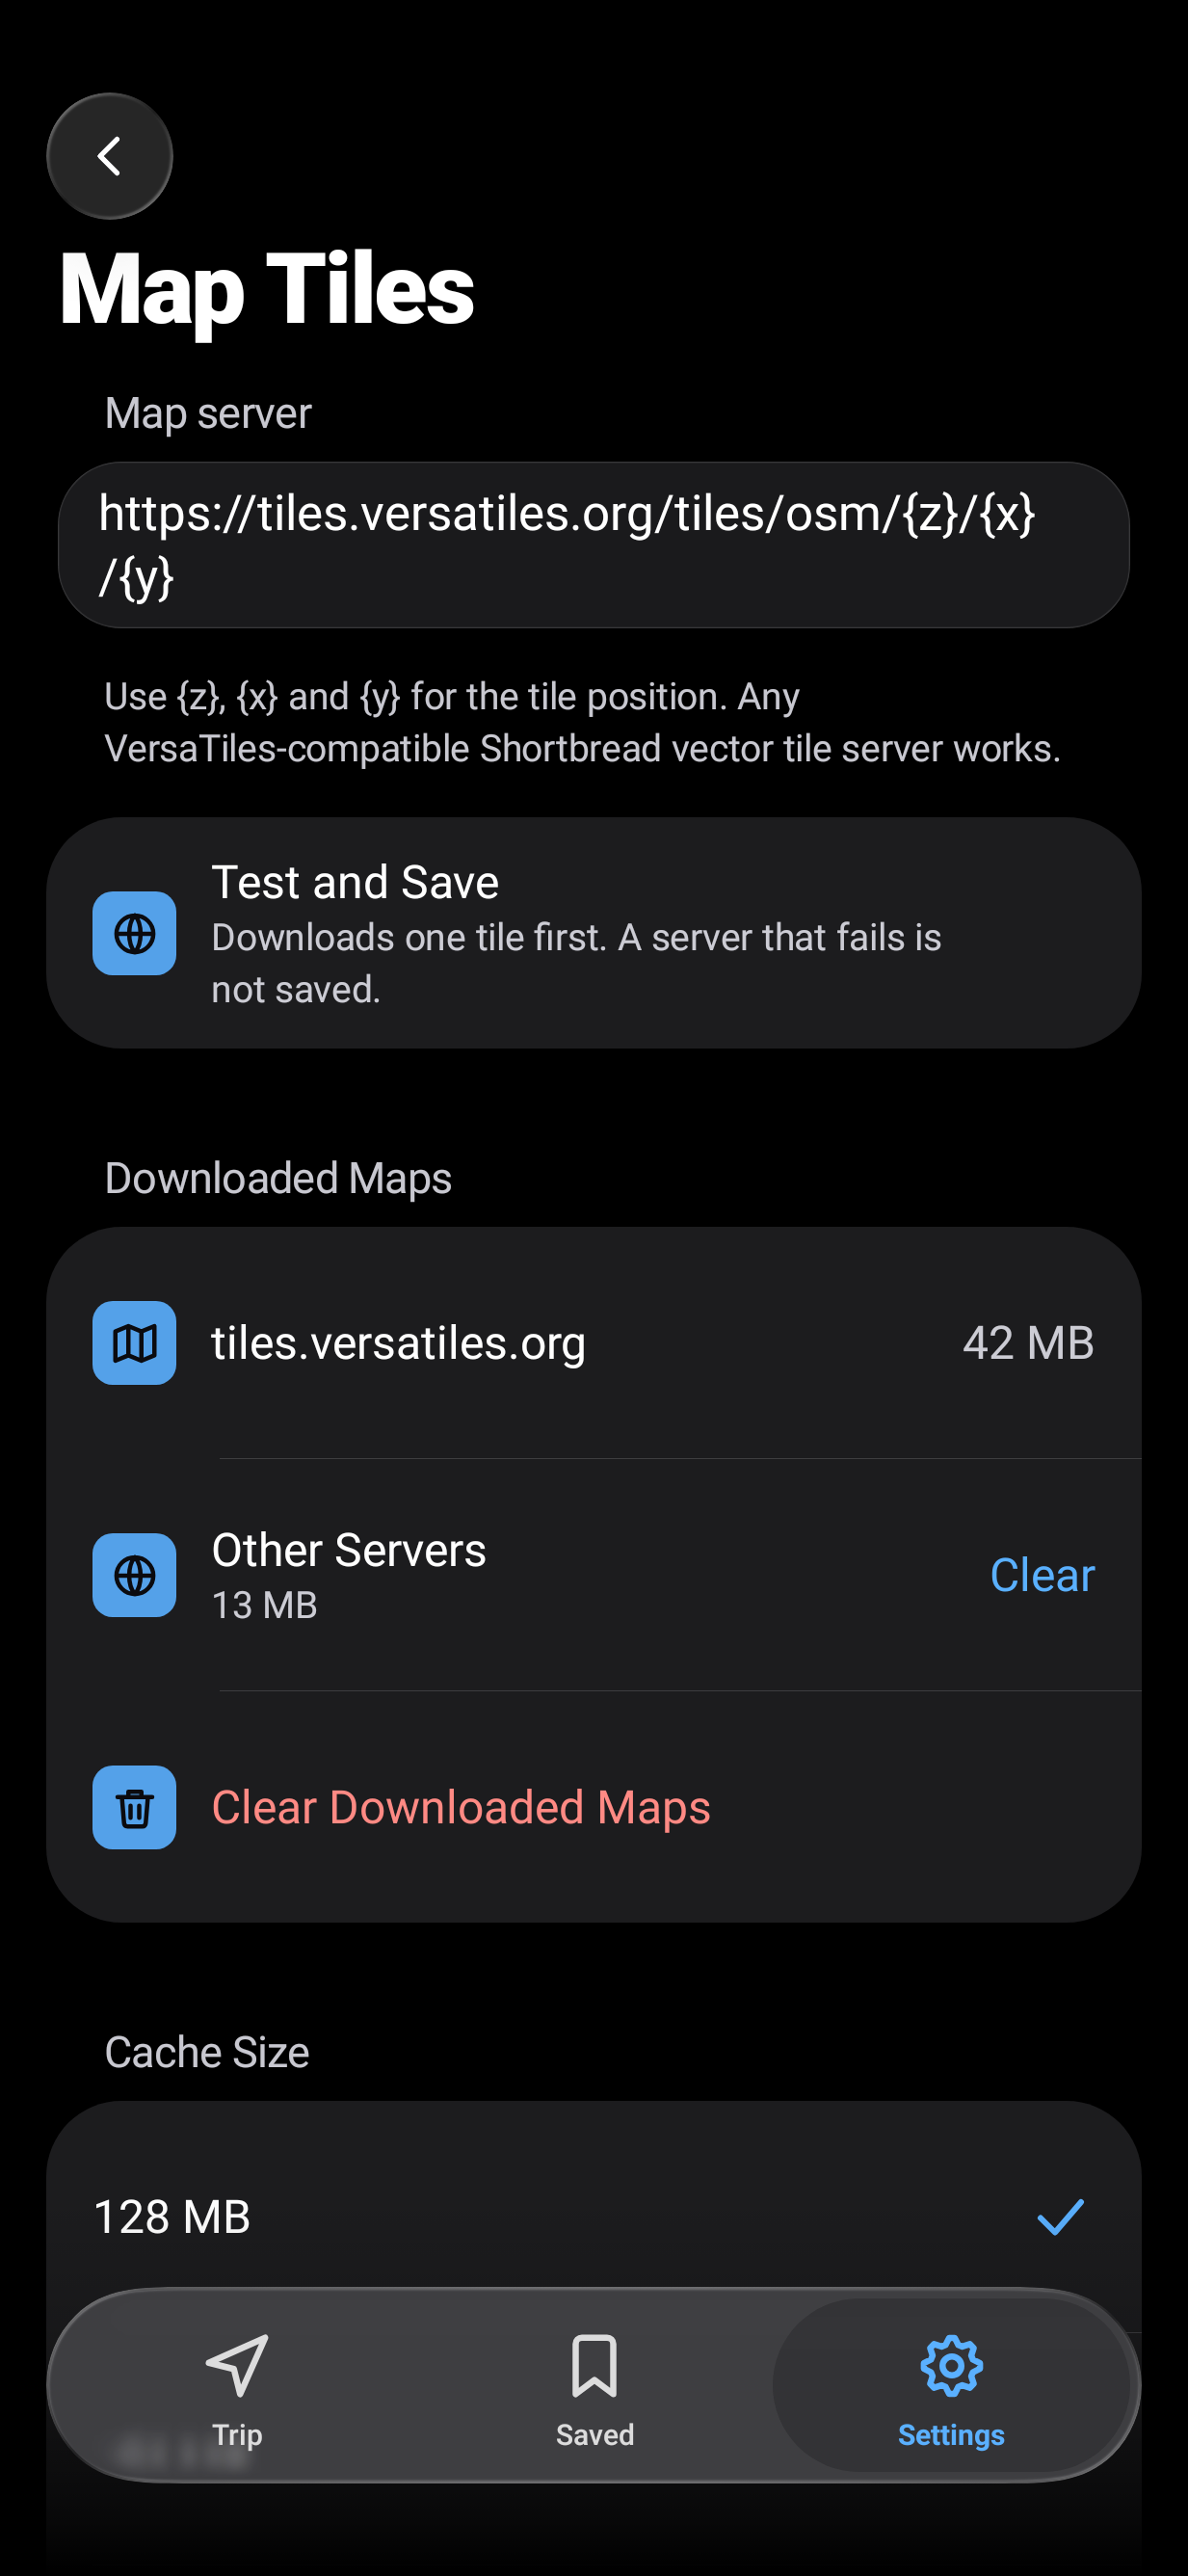 Map Tiles
Map server
https://tiles.versatiles.org/tiles/osm/{z}/{x}
/{y}
Use {z}, {x} and {y} for the tile position. Any
VersaTiles-compatible Shortbread vector tile server works.
Test and Save
Downloads one tile first. A server that fails is
not saved.
Downloaded Maps
tiles.versatiles.org
42 MB
Other Servers
13 MB
Clear
Clear Downloaded Maps
Cache Size
128 MB
Trip
Saved
Settings